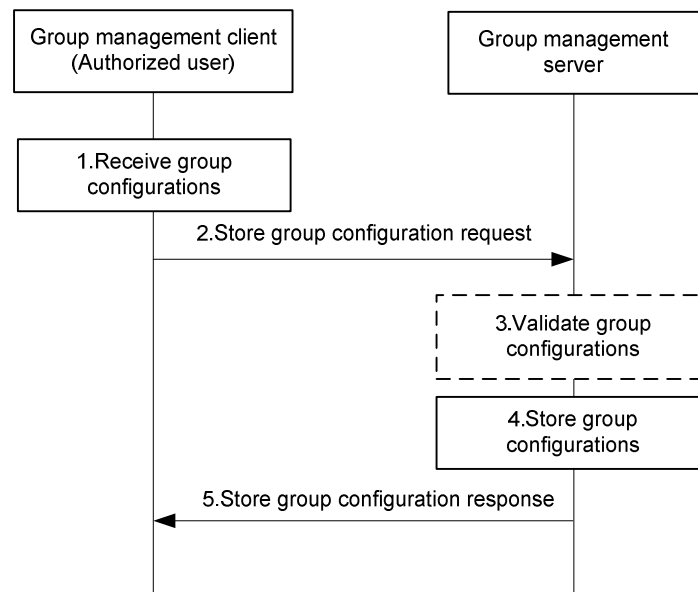 Group management client
(Authorized user)
Group management
server
1.Receive group
configurations
2.Store group configuration request
3.Validate group
configurations
4.Store group
configurations
5.Store group configuration response